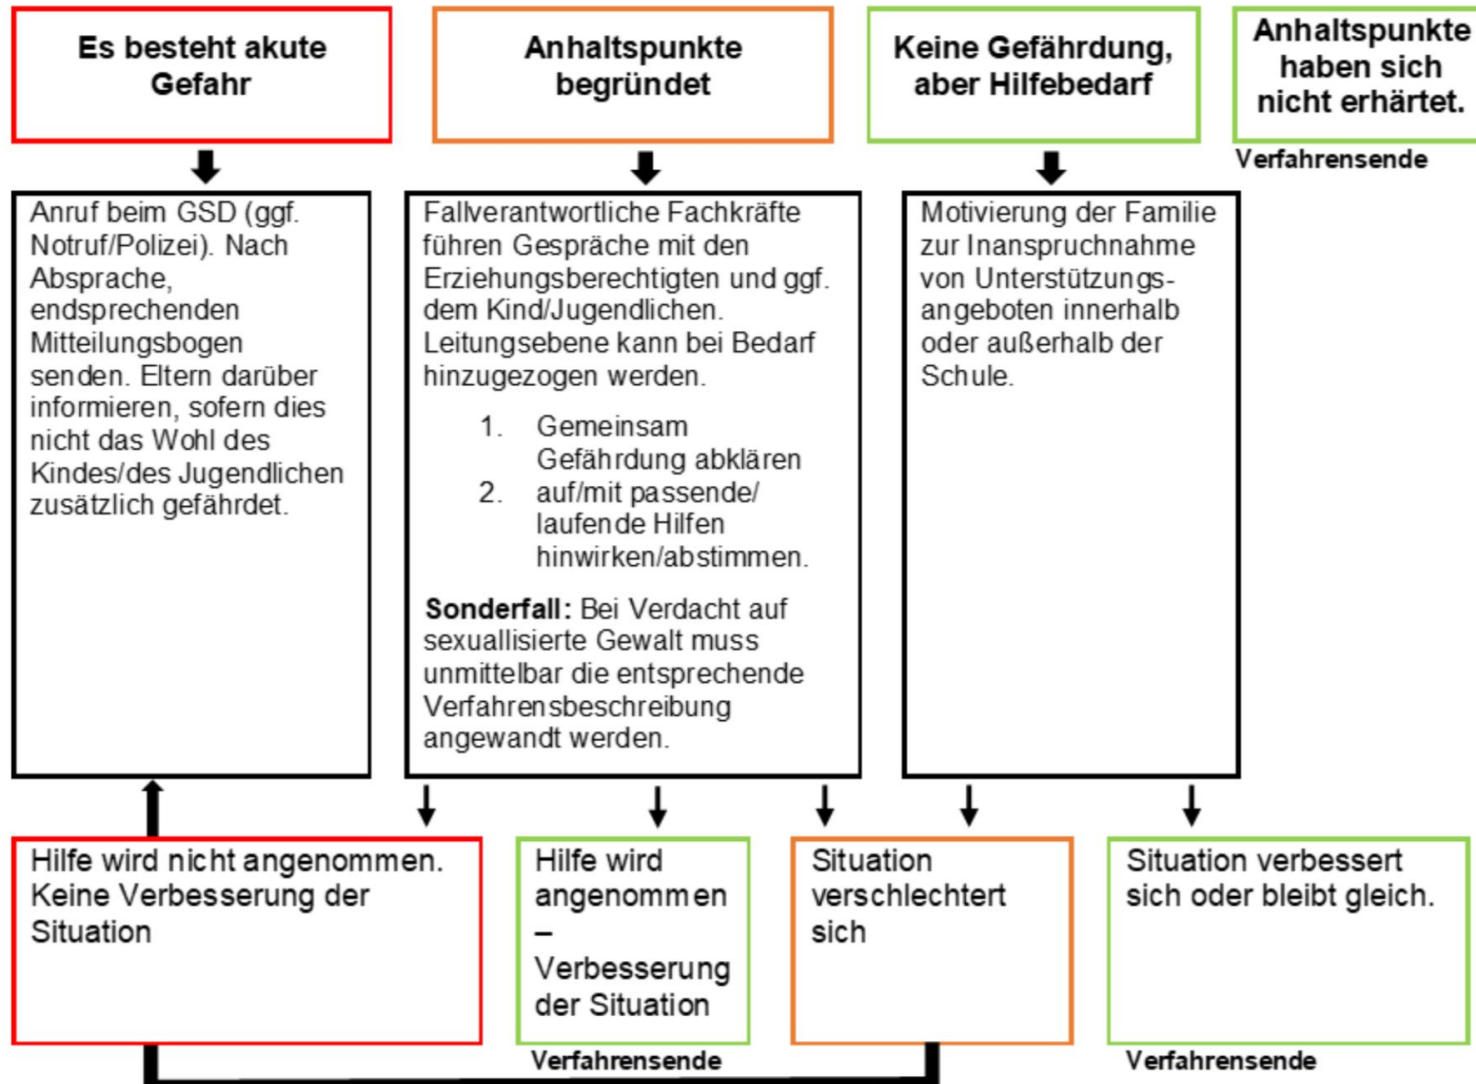 Es besteht akute
Gefahr
Anhaltspunkte
begründet
Keine Gefährdung,
aber Hilfebedarf
Anhaltspunkte
haben sich
nicht erhärtet.
Verfahrensende
Anruf beim GSD (ggf.
Notruf/Polizei). Nach
Absprache,
endsprechenden
Mitteilungsbogen
senden. Eltern darüber
informieren, sofern dies
nicht das Wohl des
Kindes/des Jugendlichen
zusätzlich gefährdet.
Fallverantwortliche Fachkräfte
führen Gespräche mit den
Erziehungsberechtigten und ggf.
dem Kind/Jugendlichen.
Leitungsebene kann bei Bedarf
hinzugezogen werden.
1. Gemeinsam
Gefährdung abklären
2. auf/mit passende/
laufende Hilfen
hinwirken/abstimmen.
Sonderfall: Bei Verdacht auf
sexuallisierte Gewalt muss
unmittelbar die entsprechende
Verfahrensbeschreibung
angewandt werden.
Motivierung der Familie
zur Inanspruchnahme
von Unterstützungs-
angeboten innerhalb
oder außerhalb der
Schule.
Hilfe wird nicht angenommen.
Keine Verbesserung der
Situation
Hilfe wird
angenommen
–
Verbesserung
der Situation
Verfahrensende
Situation
verschlechtert
sich
Situation verbessert
sich oder bleibt gleich.
Verfahrensende